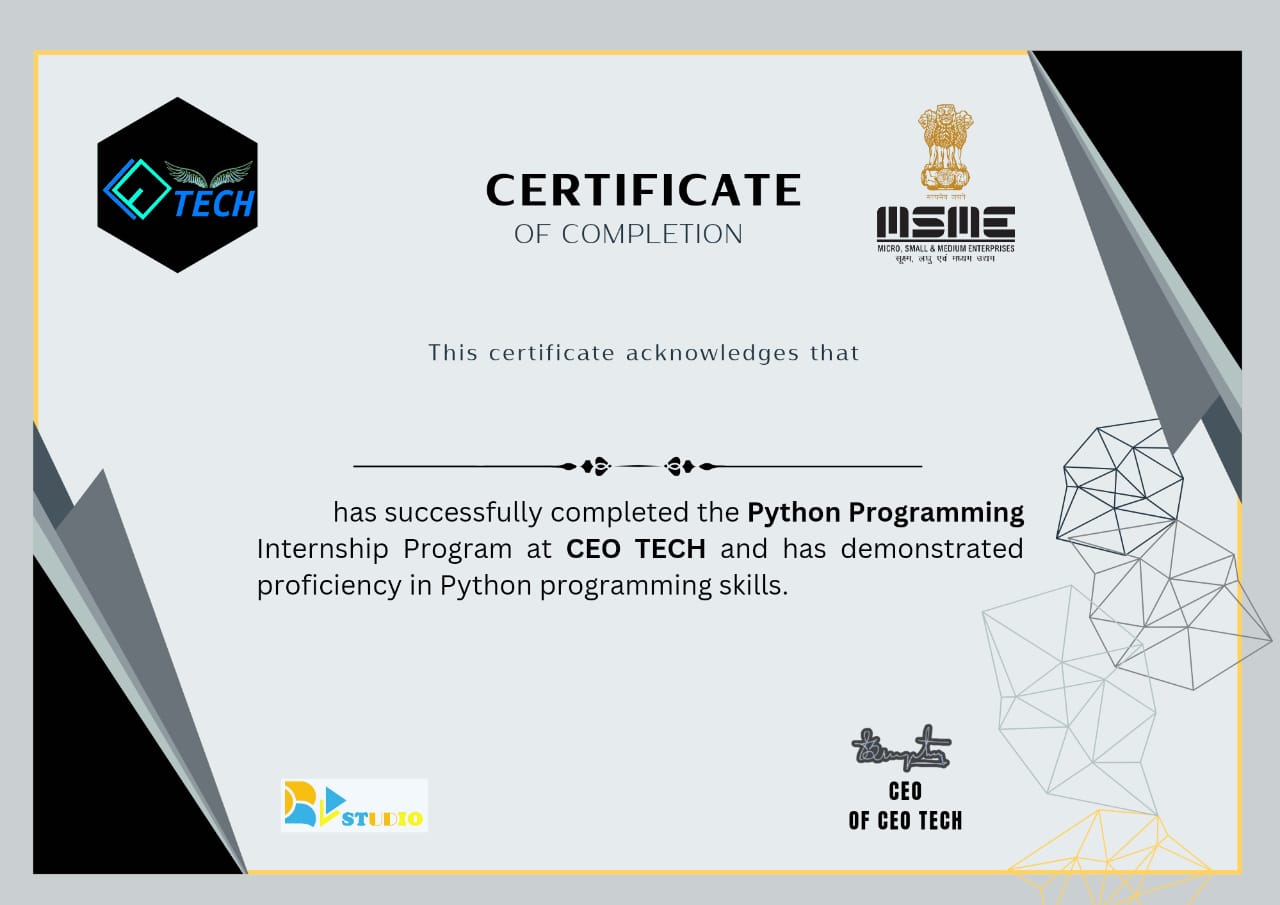 TECH
CERTIFICATE
OF COMPLETION
सत्यमेव जयते
MSME
MICRO, SMALL & MEDIUM ENTERPRISES
सूक्ष्म, लघु एवं मध्यम उद्यम
This certificate acknowledges that
has successfully completed the Python Programming
Internship Program at CEO TECH and has demonstrated
proficiency in Python programming skills.
STUDIO
CEO
OF CEO TECH